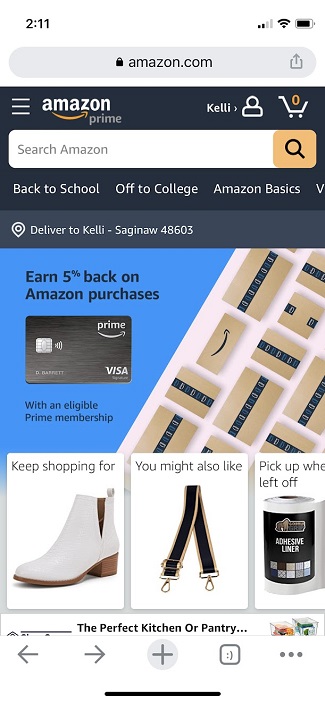 2:11
amazon.com
amazon
prime
Kelli ›
0
Search Amazon
Back to School Off to College Amazon Basics V
Deliver to Kelli - Saginaw 48603
Earn 5% back on
Amazon purchases
prime
VISA
Signature
D. BARRETT
With an eligible
Prime membership
Keep shopping for
You might also like
Pick up whe
left off
ADHESIVE
LINER
The Perfect Kitchen Or Pantry...
:)